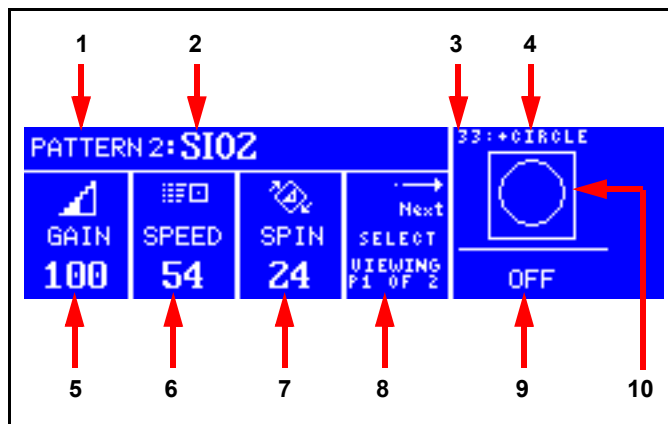 1 2 3 4
PATTERN 2: SIO2
33:+CIRCLE
GAIN SPEED SPIN
Next
SELECT
100 54 24
VIEWING
P1 OF 2
OFF
5 6 7 8 9 10